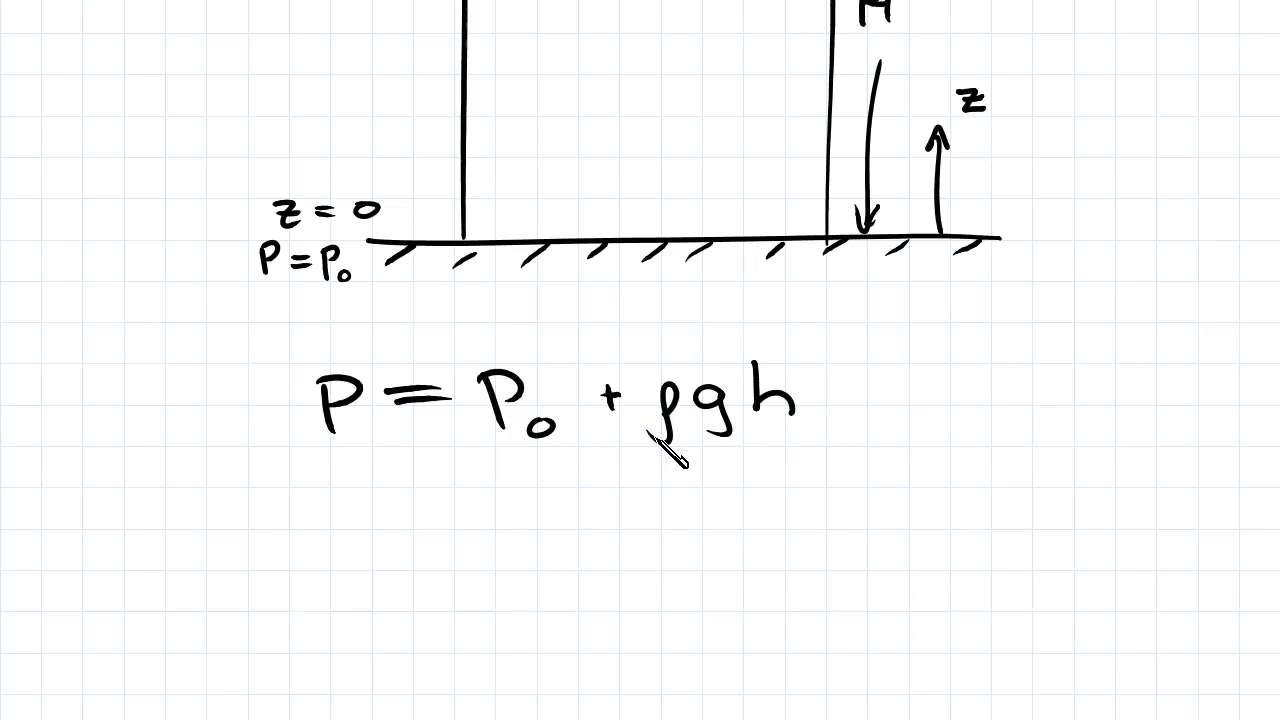 z
z = 0
P = P₀
P = P₀ + ρgh